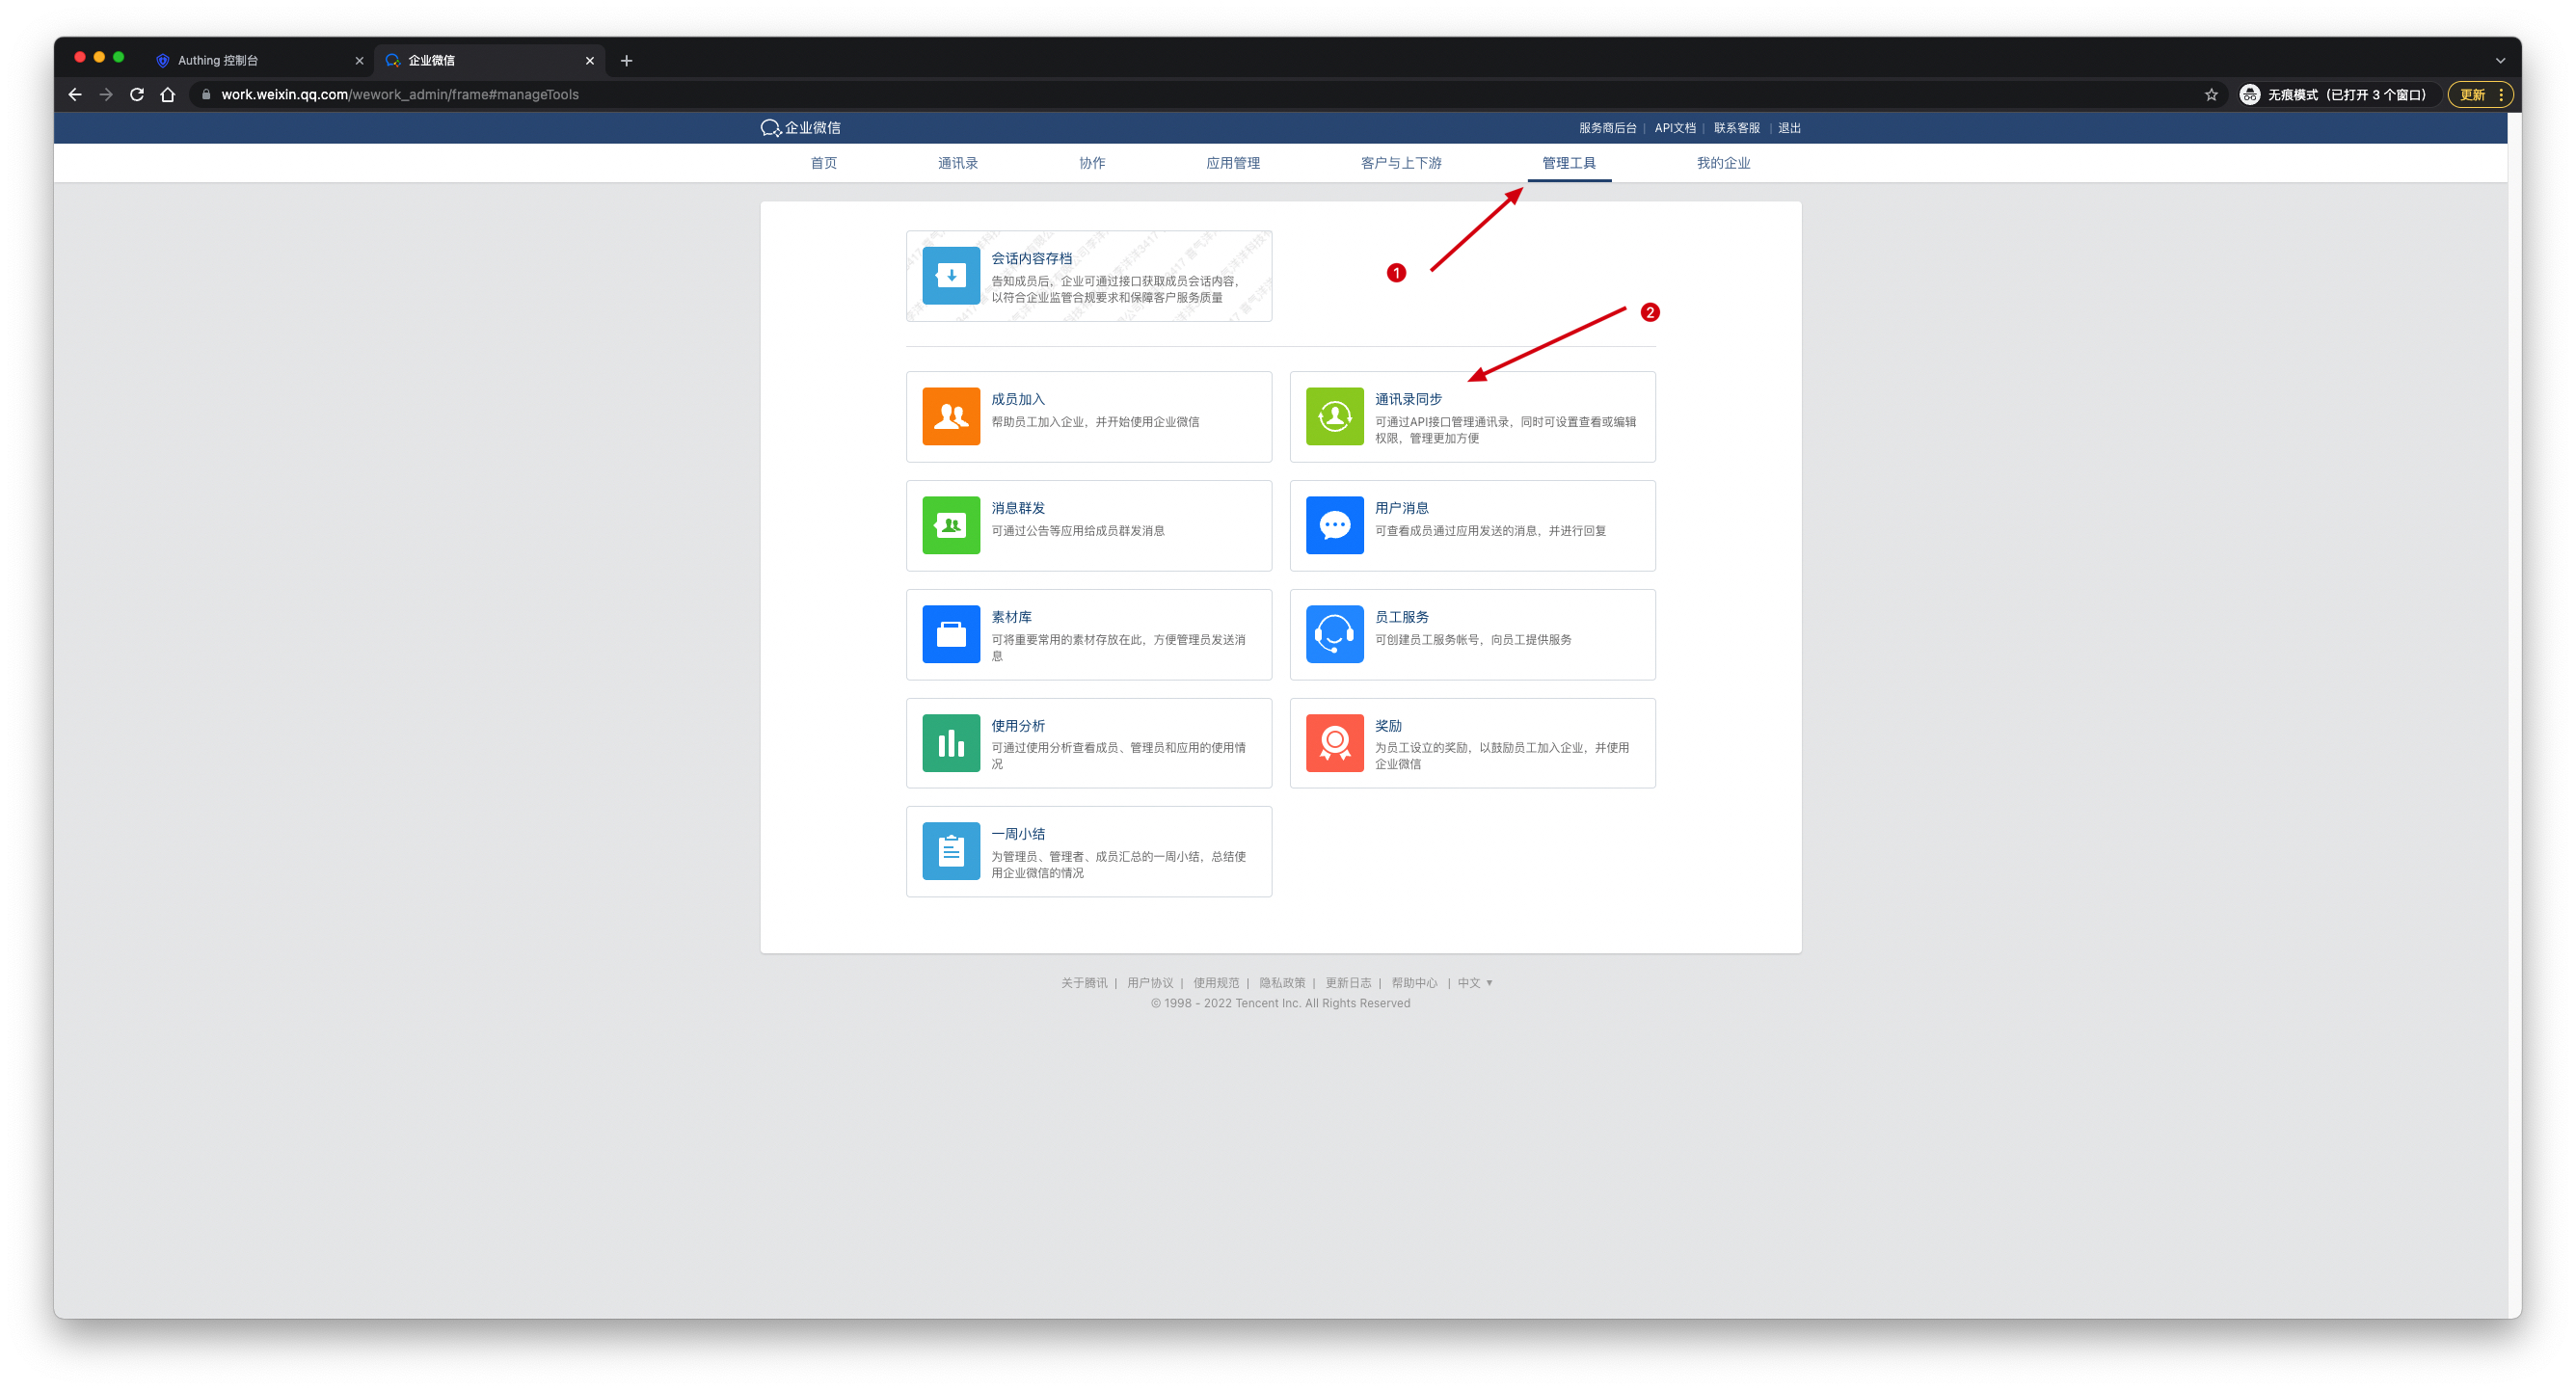 Authing 控制台
企业微信
work.weixin.qq.com/wework_admin/frame#manageTools
无痕模式（已打开 3 个窗口）
更新
企业微信
服务商后台 | API文档 | 联系客服 | 退出
首页 通讯录 协作 应用管理 客户与上下游 管理工具 我的企业
1
会话内容存档
告知成员后，企业可通过接口获取成员会话内容，
以符合企业监管合规要求和保障客户服务质量
2
成员加入
帮助员工加入企业，并开始使用企业微信
通讯录同步
可通过API接口管理通讯录，同时可设置查看或编辑
权限，管理更加方便
消息群发
可通过公告等应用给成员群发消息
用户消息
可查看成员通过应用发送的消息，并进行回复
素材库
可将重要常用的素材存放在此，方便管理员发送消
息
员工服务
可创建员工服务帐号，向员工提供服务
使用分析
可通过使用分析查看成员、管理员和应用的使用情
况
奖励
为员工设立的奖励，以鼓励员工加入企业，并使用
企业微信
一周小结
为管理员、管理者、成员汇总的一周小结，总结使
用企业微信的情况
关于腾讯 | 用户协议 | 使用规范 | 隐私政策 | 更新日志 | 帮助中心 | 中文 ▼
© 1998 - 2022 Tencent Inc. All Rights Reserved